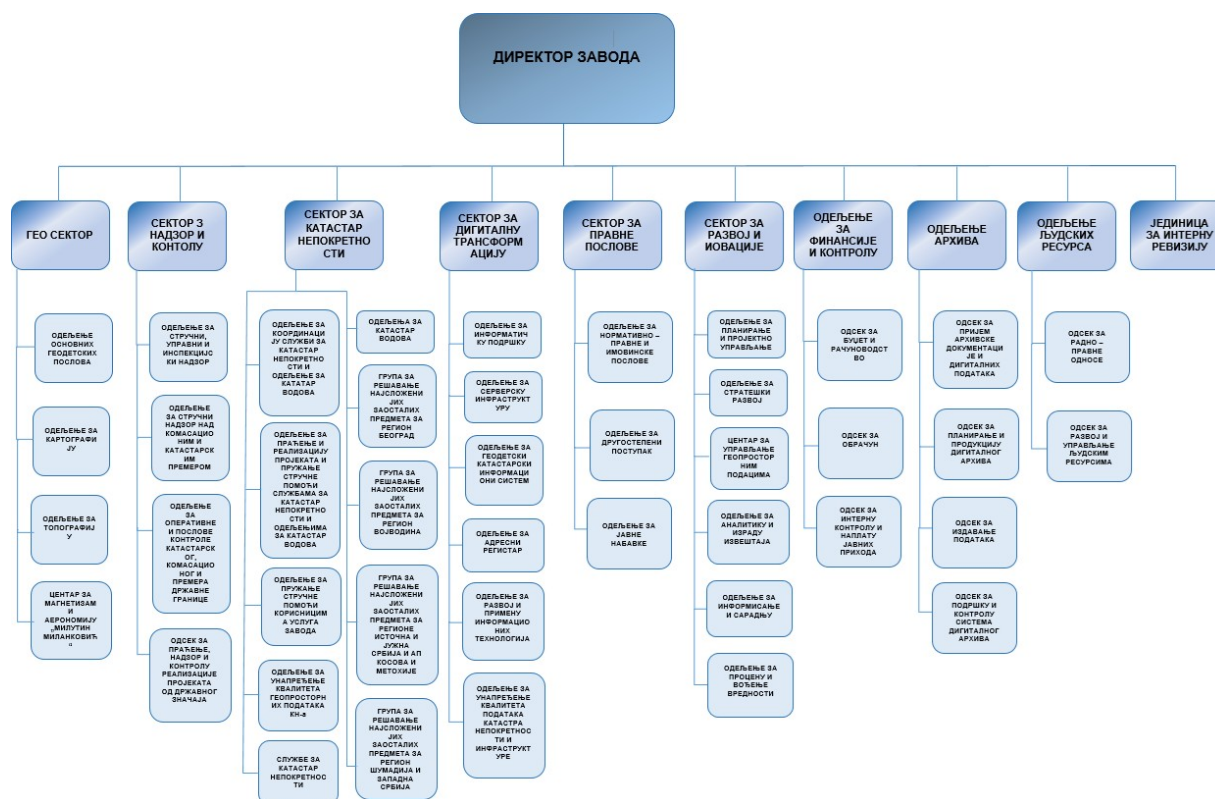 ДИРЕКТОР ЗАВОДА
ГЕО СЕКТОР
СЕКТОР З
НАДЗОР И
КОНТОЛУ
СЕКТОР ЗА
КАТАСТАР
НЕПОКРЕТНО
СТИ
СЕКТОР ЗА
ДИГИТАЛНУ
ТРАНСФОРМ
АЦИЈУ
СЕКТОР ЗА
ПРАВНЕ
ПОСЛОВЕ
СЕКТОР ЗА
РАЗВОЈ И
ИОВАЦИЈЕ
ОДЕЉЕЊЕ
ЗА
ФИНАНСИЈЕ
И КОНТРОЛУ
ОДЕЉЕЊЕ
АРХИВА
ОДЕЉЕЊЕ
ЉУДСКИХ
РЕСУРСА
ЈЕДИНИЦА
ЗА ИНТЕРНУ
РЕВИЗИЈУ
ОДЕЉЕЊЕ
ОСНОВНИХ
ГЕОДЕТСКИХ
ПОСЛОВА
ОДЕЉЕЊЕ ЗА
КАРТОГРАФИ
ЈУ
ОДЕЉЕЊЕ ЗА
ТОПОГРАФИЈ
У
ЦЕНТАР ЗА
МАГНЕТИЗАМ
И
АЕРОНОМИЈУ
„МИЛУТИН
МИЛАНКОВИЋ
“
ОДЕЉЕЊЕ ЗА
СТРУЧНИ,
УПРАВНИ И
ИНСПЕКЦИЈС
КИ НАДЗОР
ОДЕЉЕЊЕ
ЗА СТРУЧНИ
НАДЗОР НАД
КОМАСАЦИО
НИМ И
КАТАСТАРСК
ИМ
ПРЕМЕРОМ
ОДЕЉЕЊЕ
ЗА
ОПЕРАТИВНЕ
И ПОСЛОВЕ
КОНТРОЛЕ
КАТАСТАРСК
ОГ,
КОМАСАЦИО
НОГ И
ПРЕМЕРА
ДРЖАВНЕ
ГРАНИЦЕ
ОДСЕК ЗА
ПРАЋЕЊЕ,
НАДЗОР И
КОНТРОЛУ
РЕАЛИЗАЦИЈЕ
ПРОЈЕКАТА
ОД ДРЖАВНОГ
ЗНАЧАЈА
ОДЕЉЕЊЕ ЗА
КООРДИНАЦИ
ЈУ СЛУЖБИ ЗА
КАТАСТАР
НЕПОКРЕТНО
СТИ И
ОДЕЉЕЊЕ ЗА
КАТАТАР
ВОДОВА
ОДЕЉЕЊЕ ЗА
ПРАЋЕЊЕ И
РЕАЛИЗАЦИЈУ
ПРОЈЕКАТА И
ПРУЖАЊЕ
СТРУЧНЕ
ПОМОЋИ
СЛУЖБАМА ЗА
КАТАСТАР
НЕПОКРЕТНО
СТИ И
ОДЕЉЕЊИМА
ЗА КАТАСТАР
ВОДОВА
ОДЕЉЕЊЕ ЗА
ПРУЖАЊЕ
СТРУЧНЕ
ПОМОЋИ
КОРИСНИЦИМ
А УСЛУГА
ЗАВОДА
ОДЕЉЕЊЕ ЗА
УНАПРЕЂЕЊЕ
КВАЛИТЕТА
ГЕОПРОСТОРН
ИХ ПОДАТАКА
КН-а
СЛУЖБЕ ЗА
КАТАСТАР
НЕПОКРЕТНОС
ТИ
ОДЕЉЕЊА ЗА
КАТАСТАР
ВОДОВА
ГРУПА ЗА
РЕШАВАЊЕ
НАЈСЛОЖЕНИ
ЈИХ
ЗАОСТАЛИХ
ПРЕДМЕТА ЗА
РЕГИОН
БЕОГРАД
ГРУПА ЗА
РЕШАВАЊЕ
НАЈСЛОЖЕНИ
ЈИХ
ЗАОСТАЛИХ
ПРЕДМЕТА ЗА
РЕГИОН
ВОЈВОДИНА
ГРУПА ЗА
РЕШАВАЊЕ
НАЈСЛОЖЕНИ
ЈИХ
ЗАОСТАЛИХ
ПРЕДМЕТА ЗА
РЕГИОНЕ
ИСТОЧНА И
ЈУЖНА
СРБИЈА И АП
КОСОВА И
МЕТОХИЈЕ
ГРУПА ЗА
РЕШАВАЊЕ
НАЈСЛОЖЕНИ
ЈИХ
ЗАОСТАЛИХ
ПРЕДМЕТА ЗА
РЕГИОН
ШУМАДИЈА И
ЗАПАДНА
СРБИЈА
ОДЕЉЕЊЕ
ЗА
ИНФОРМАТИЧ
КУ ПОДРШКУ
ОДЕЉЕЊЕ ЗА
СЕРВЕРСКУ
ИНФРАСТРУКТ
УРУ
ОДЕЉЕЊЕ ЗА
ГЕОДЕТСКИ
КАТАСТАРСКИ
ИНФОРМАЦИ
ОНИ СИСТЕМ
ОДЕЉЕЊЕ ЗА
АДРЕСНИ
РЕГИСТАР
ОДЕЉЕЊЕ ЗА
РАЗВОЈ И
ПРИМЕНУ
ИНФОРМАЦИО
НИХ
ТЕХНОЛОГИЈА
ОДЕЉЕЊЕ ЗА
УНАПРЕЂЕЊЕ
КВАЛИТЕТА
ПОДАТАКА
КАТАСТРА
НЕПОКРЕТНОС
ТИ И
ИНФРАСТРУКТ
УРЕ
ОДЕЉЕЊЕ ЗА
НОРМАТИВНО –
ПРАВНЕ И
ИМОВИНСКЕ
ПОСЛОВЕ
ОДЕЉЕЊЕ ЗА
ДРУГОСТЕПЕНИ
ПОСТУПАК
ОДЕЉЕЊЕ ЗА
ЈАВНЕ
НАБАВКЕ
ОДЕЉЕЊЕ ЗА
ПЛАНИРАЊЕ
И ПРОЈЕКТНО
УПРАВЉАЊЕ
ОДЕЉЕЊЕ ЗА
СТРАТЕШКИ
РАЗВОЈ
ЦЕНТАР ЗА
УПРАВЉАЊЕ
ГЕОПРОСТОР
НИМ
ПОДАЦИМА
ОДЕЉЕЊЕ ЗА
АНАЛИТИКУ И
ИЗРАДУ
ИЗВЕШТАЈА
ОДЕЉЕЊЕ ЗА
ИНФОРМИСАЊЕ
И САРАДЊУ
ОДЕЉЕЊЕ ЗА
ПРОЦЕНУ И
ВОЂЕЊЕ
ВРЕДНОСТИ
ОДСЕК ЗА
БУЏЕТ И
РАЧУНОВОДСТ
ВО
ОДСЕК ЗА
ОБРАЧУН
ОДСЕК ЗА
ИНТЕРНУ
КОНТРОЛУ И
НАПЛАТУ
ЈАВНИХ
ПРИХОДА
ОДСЕК ЗА
ПРИЈЕМ
АРХИВСКЕ
ДОКУМЕНТАЦИ
ЈЕ И
ДИГИТАЛНИХ
ПОДАТАКА
ОДСЕК ЗА
ПЛАНИРАЊЕ И
ПРОДУКЦИЈУ
ДИГИТАЛНОГ
АРХИВА
ОДСЕК ЗА
ИЗДАВАЊЕ
ПОДАТАКА
ОДСЕК ЗА
ПОДРШКУ И
КОНТРОЛУ
СИСТЕМА
ДИГИТАЛНОГ
АРХИВА
ОДСЕК ЗА
РАДНО –
ПРАВНЕ
ОДНОСЕ
ОДСЕК ЗА
РАЗВОЈ И
УПРАВЉАЊЕ
ЉУДСКИМ
РЕСУРСИМА